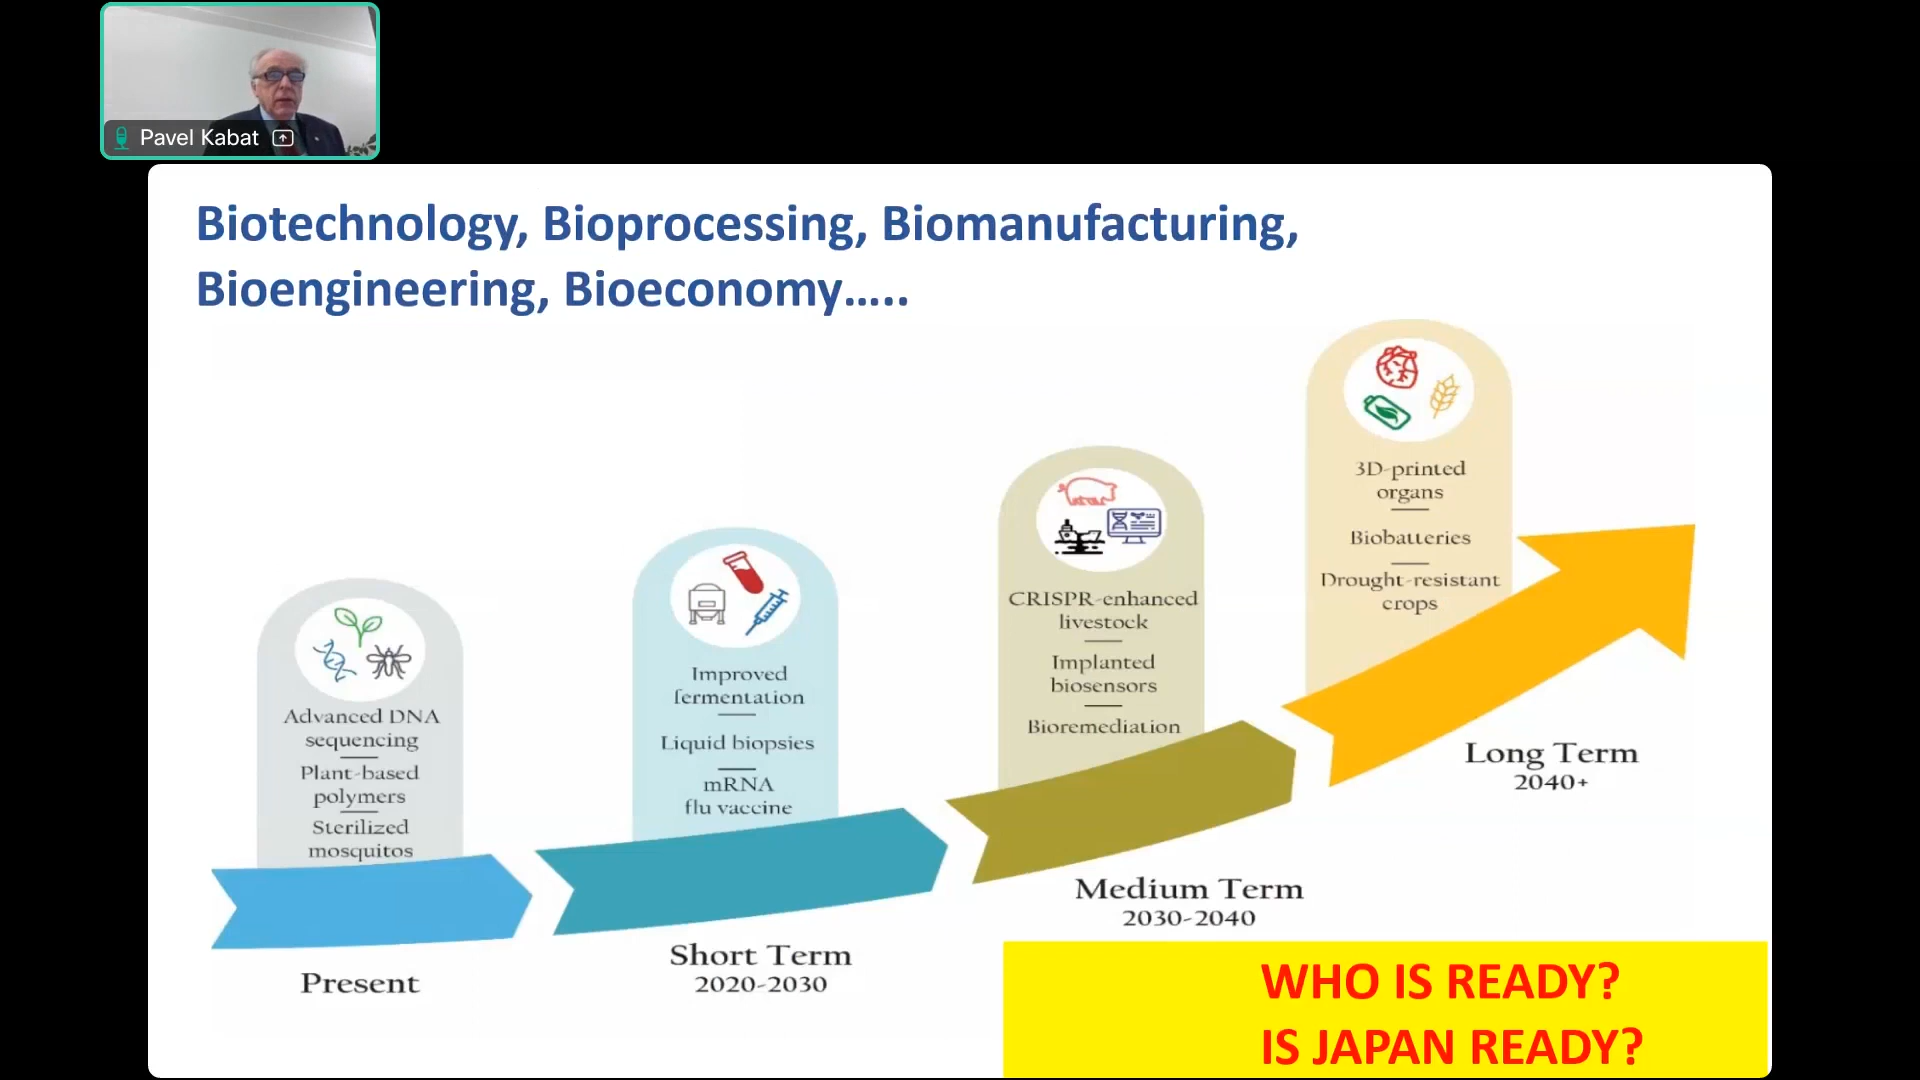 Pavel Kabat
Biotechnology, Bioprocessing, Biomanufacturing,
Bioengineering, Bioeconomy.....
Advanced DNA
sequencing
Plant-based
polymers
Sterilized
mosquitos
Present
Improved
fermentation
Liquid biopsies
mRNA
flu vaccine
Short Term
2020-2030
CRISPR-enhanced
livestock
Implanted
biosensors
Bioremediation
Medium Term
2030-2040
3D-printed
organs
Biobatteries
Drought-resistant
crops
Long Term
2040+
WHO IS READY?
IS JAPAN READY?